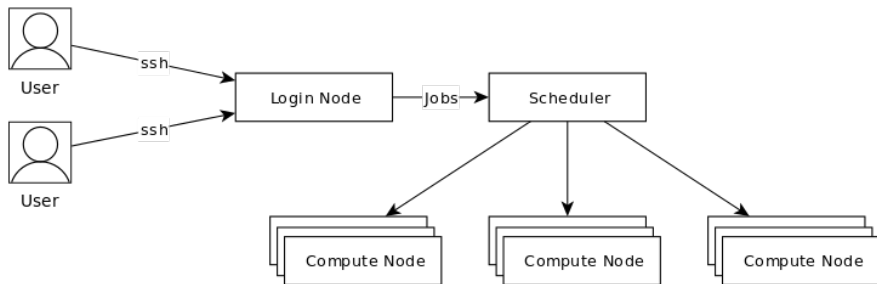 ssh
User
Login Node
Jobs
Scheduler
ssh
User
Compute Node
Compute Node
Compute Node